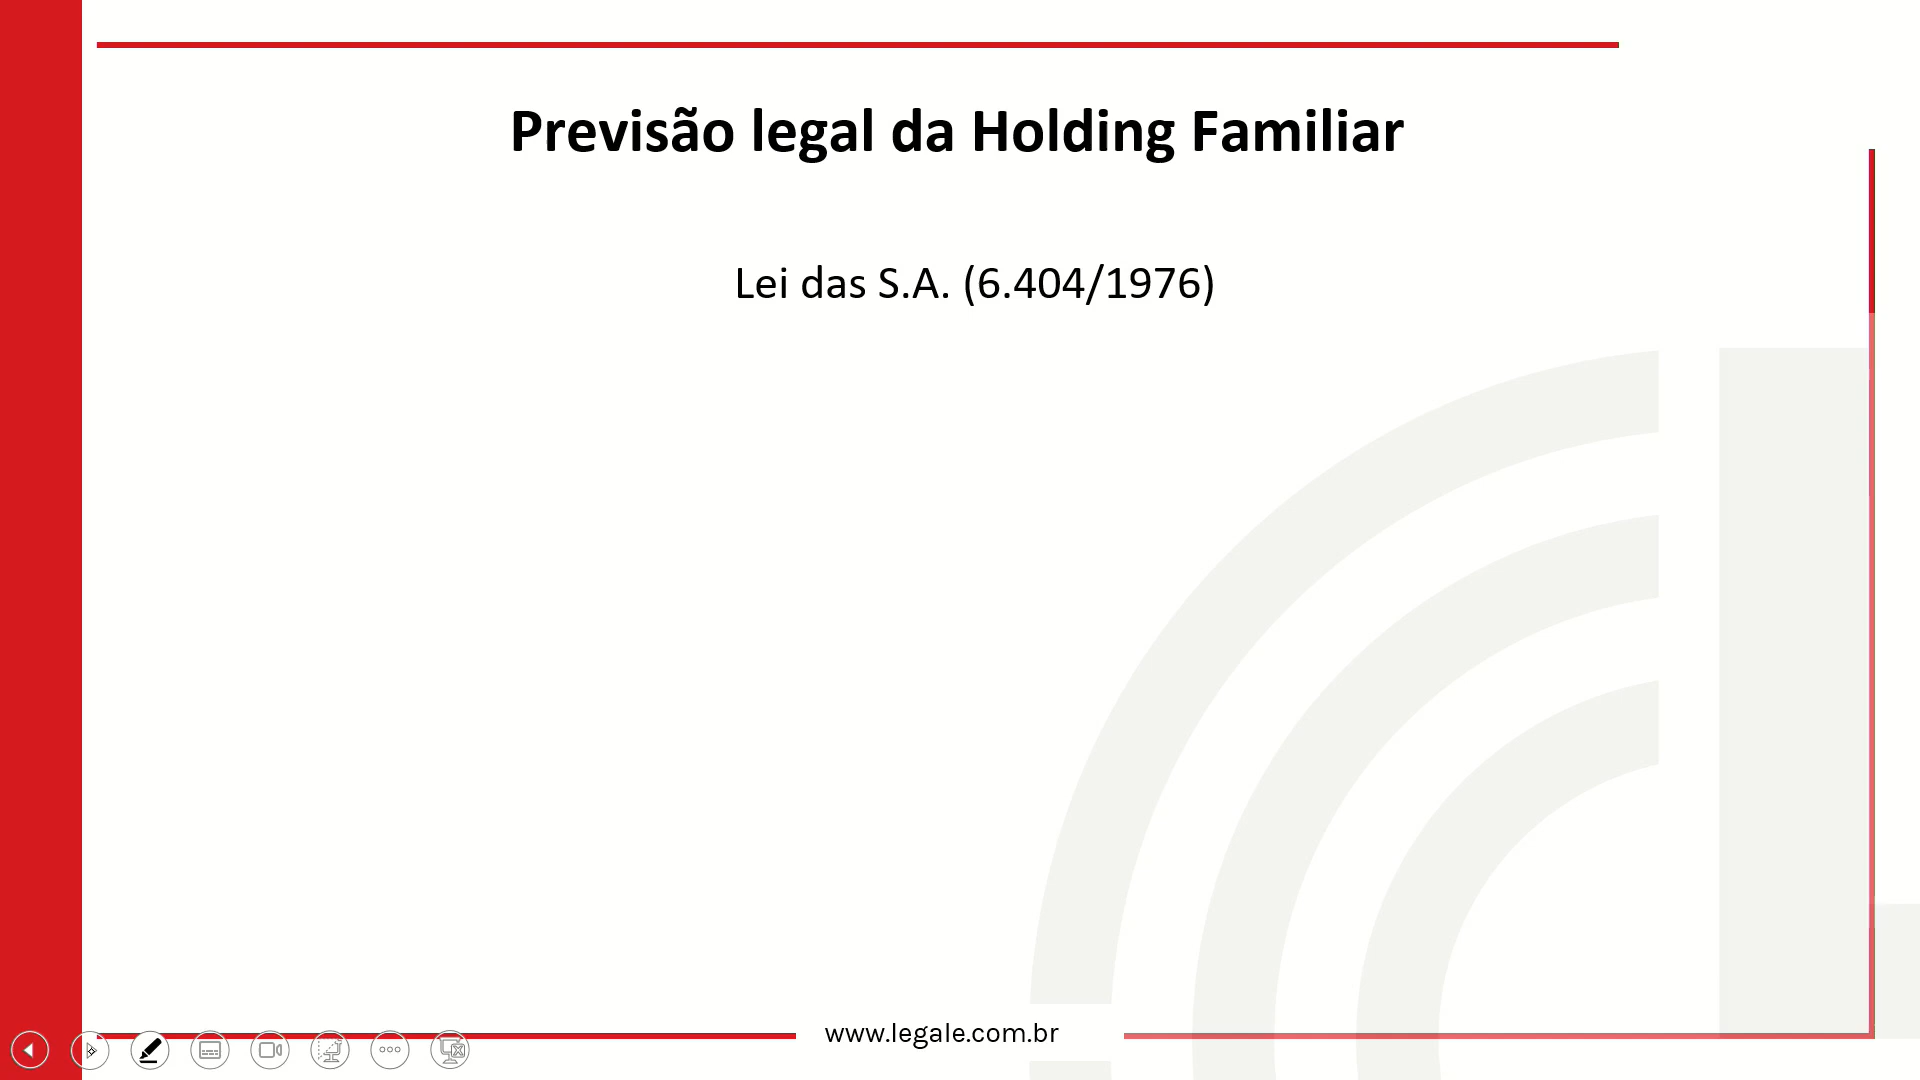 Previsão legal da Holding Familiar
Lei das S.A. (6.404/1976)
www.legale.com.br